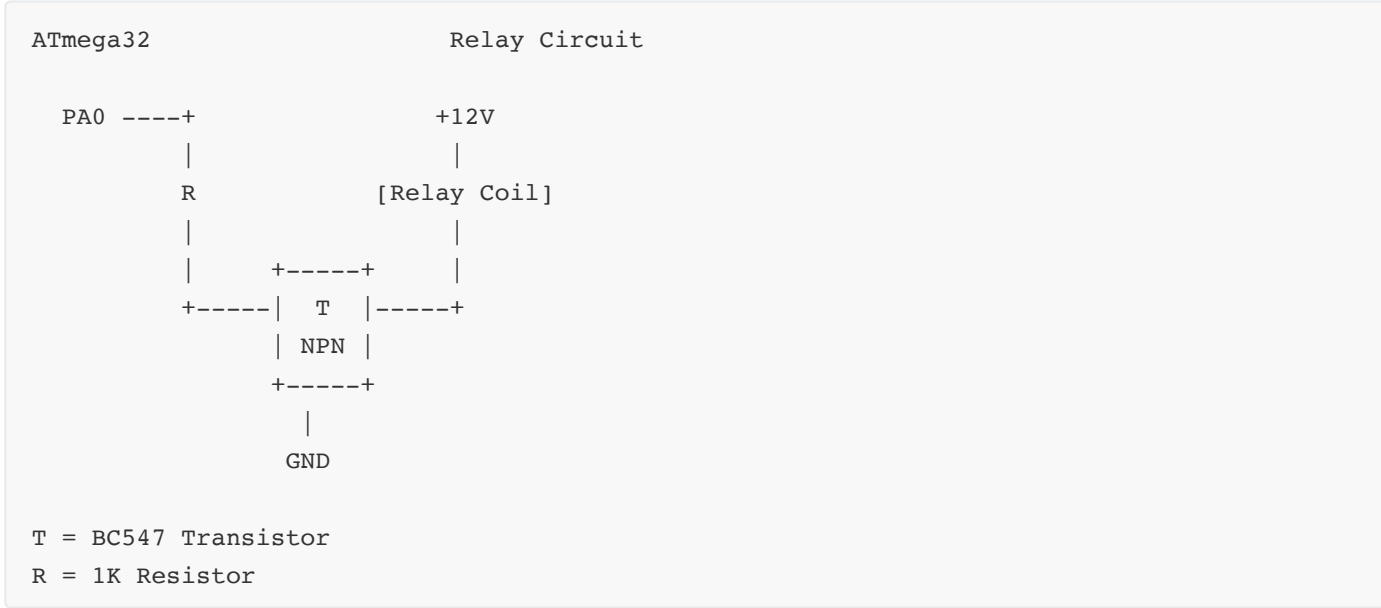 ATmega32                    Relay Circuit
  PA0 ----+                +12V
          |                 |
          R            [Relay Coil]
          |                 |
          |     +-----+     |
          +-----|  T  |-----+
                | NPN |
                +-----+
                  |
                 GND
T = BC547 Transistor
R = 1K Resistor